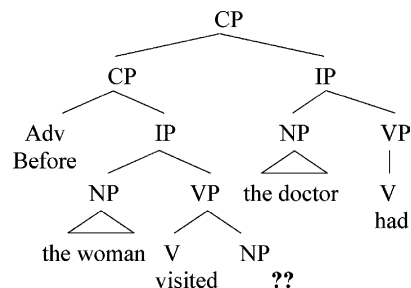 CP
CP IP
Adv IP NP VP
Before
NP VP the doctor V
had
the woman V NP
visited ??